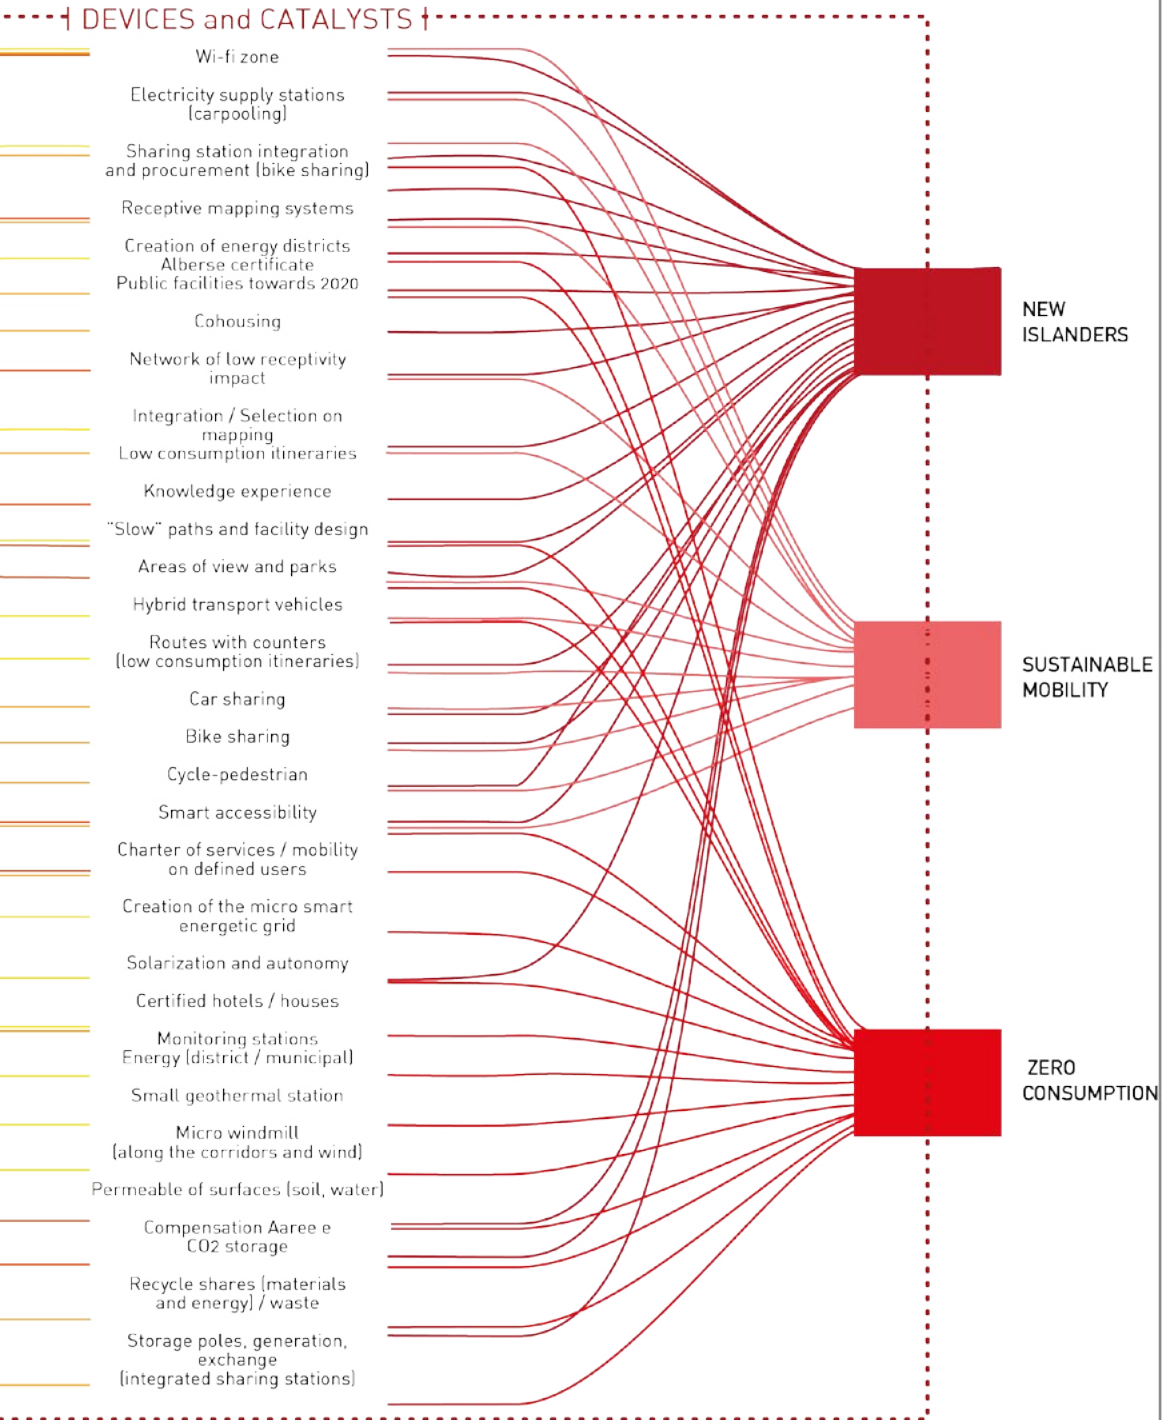 DEVICES and CATALYSTS
Wi-fi zone
Electricity supply stations
(carpooling)
Sharing station integration
and procurement (bike sharing)
Receptive mapping systems
Creation of energy districts
Alberse certificate
Public facilities towards 2020
Cohousing
Network of low receptivity
impact
Integration / Selection on
mapping
Low consumption itineraries
Knowledge experience
"Slow" paths and facility design
Areas of view and parks
Hybrid transport vehicles
Routes with counters
(low consumption itineraries)
Car sharing
Bike sharing
Cycle-pedestrian
Smart accessibility
Charter of services / mobility
on defined users
Creation of the micro smart
energetic grid
Solarization and autonomy
Certified hotels / houses
Monitoring stations
Energy (district / municipal)
Small geothermal station
Micro windmill
(along the corridors and wind)
Permeable of surfaces (soil, water)
Compensation Aaree e
CO2 storage
Recycle shares (materials
and energy) / waste
Storage poles, generation,
exchange
(integrated sharing stations)
NEW
ISLANDERS
SUSTAINABLE
MOBILITY
ZERO
CONSUMPTION